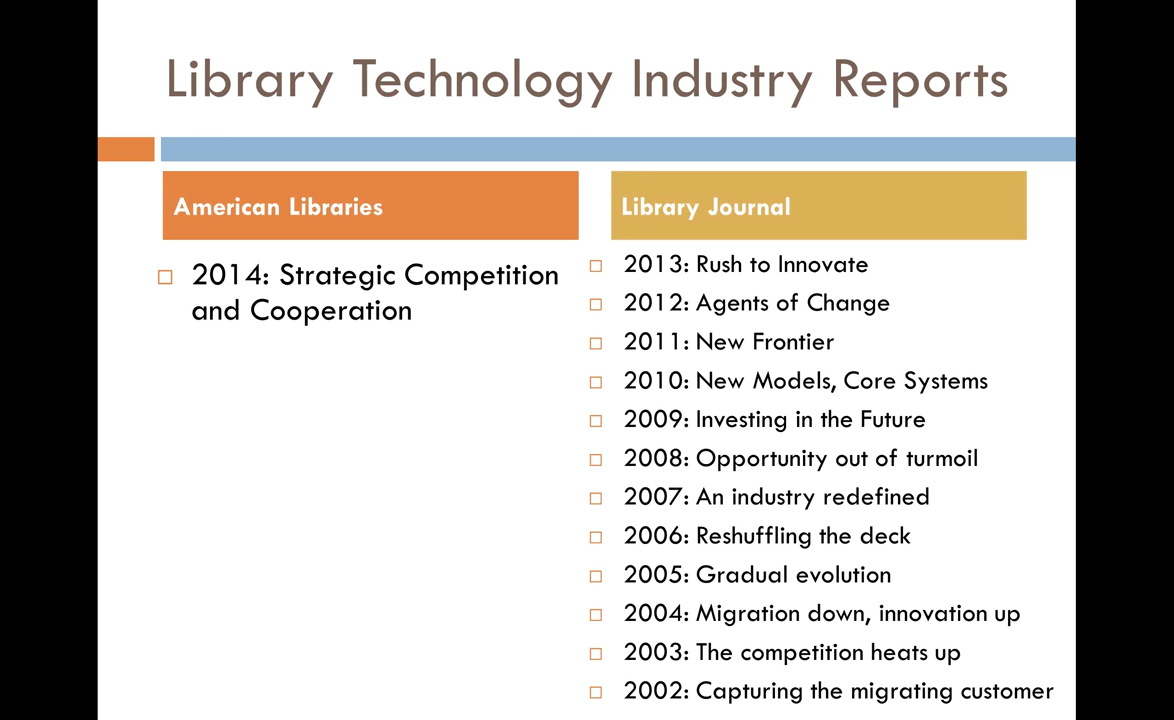 Library Technology Industry Reports
American Libraries
2014: Strategic Competition
and Cooperation
Library Journal
2013: Rush to Innovate
2012: Agents of Change
2011: New Frontier
2010: New Models, Core Systems
2009: Investing in the Future
2008: Opportunity out of turmoil
2007: An industry redefined
2006: Reshuffling the deck
2005: Gradual evolution
2004: Migration down, innovation up
2003: The competition heats up
2002: Capturing the migrating customer